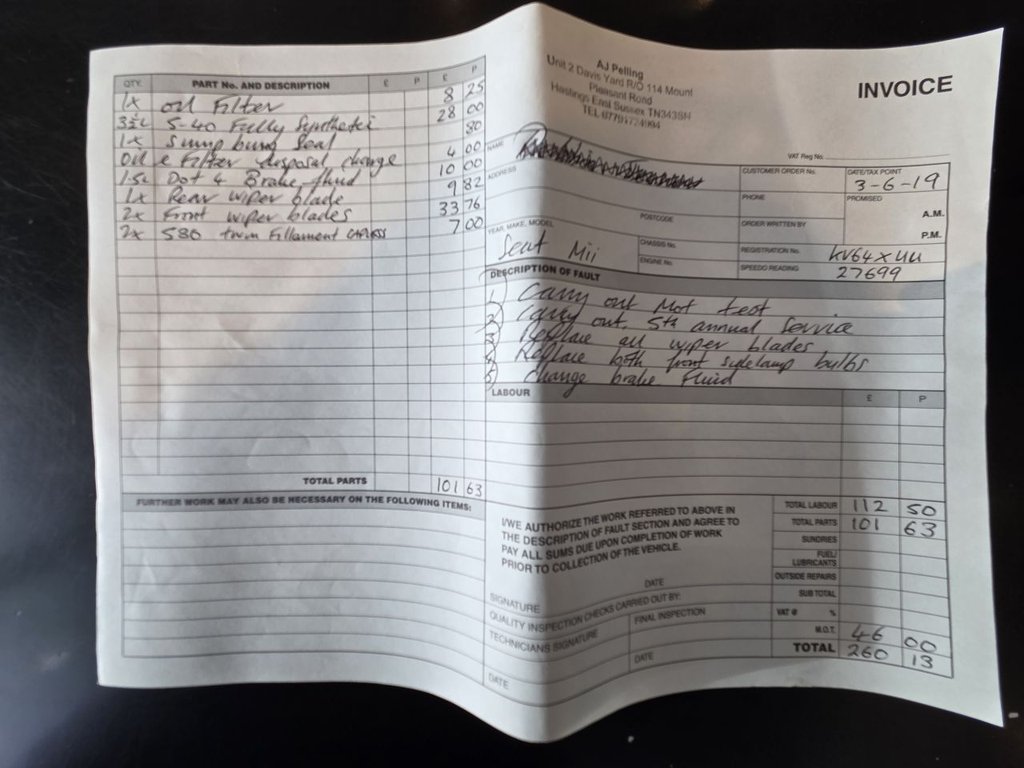 QTY. PART No. AND DESCRIPTION £ P £ P
1x oil Filter 8 25
3½L 5-40 Fully Synthetic 28 00
1x Sump bung Seal 80
Oil e Filter disposal charge 4 00
1.5L Dot 4 Brake fluid 10 00
1x Rear wiper blade 9 82
2x Front wiper blades 33 76
2x 580 twin Fillament 7 00
TOTAL PARTS 101 63
FURTHER WORK MAY ALSO BE NECESSARY ON THE FOLLOWING ITEMS:
AJ Pelling
Unit 2 Davis Yard R/O 114 Mount
Pleasant Road
Hastings East Sussex TN343SH
INVOICE
VAT Reg No.
NAME
ADDRESS
POSTCODE
CUSTOMER ORDER No.
DATE/TAX POINT
3-6-19
PHONE
PROMISED
A.M.
P.M.
ORDER WRITTEN BY
YEAR, MAKE, MODEL
Seat Mii
CHASSIS No.
ENGINE No.
REGISTRATION No.
SPEEDO READING
27699
DESCRIPTION OF FAULT
1) Carry out Mot test
2) Carry out 5th annual Service
3) Replace all wiper blades
4) Replace both front sidelamp bulbs
5) Change brake Fluid
LABOUR £ P
I/WE AUTHORIZE THE WORK REFERRED TO ABOVE IN
THE DESCRIPTION OF FAULT SECTION AND AGREE TO
PAY ALL SUMS DUE UPON COMPLETION OF WORK
PRIOR TO COLLECTION OF THE VEHICLE.
DATE
SIGNATURE
QUALITY INSPECTION CHECKS CARRIED OUT BY:
TECHNICIANS SIGNATURE
FINAL INSPECTION
DATE
DATE
TOTAL LABOUR 112 50
TOTAL PARTS 101 63
SUNDRIES
FUEL/
LUBRICANTS
OUTSIDE REPAIRS
SUB TOTAL
VAT @ %
M.O.T. 46 00
TOTAL 260 13